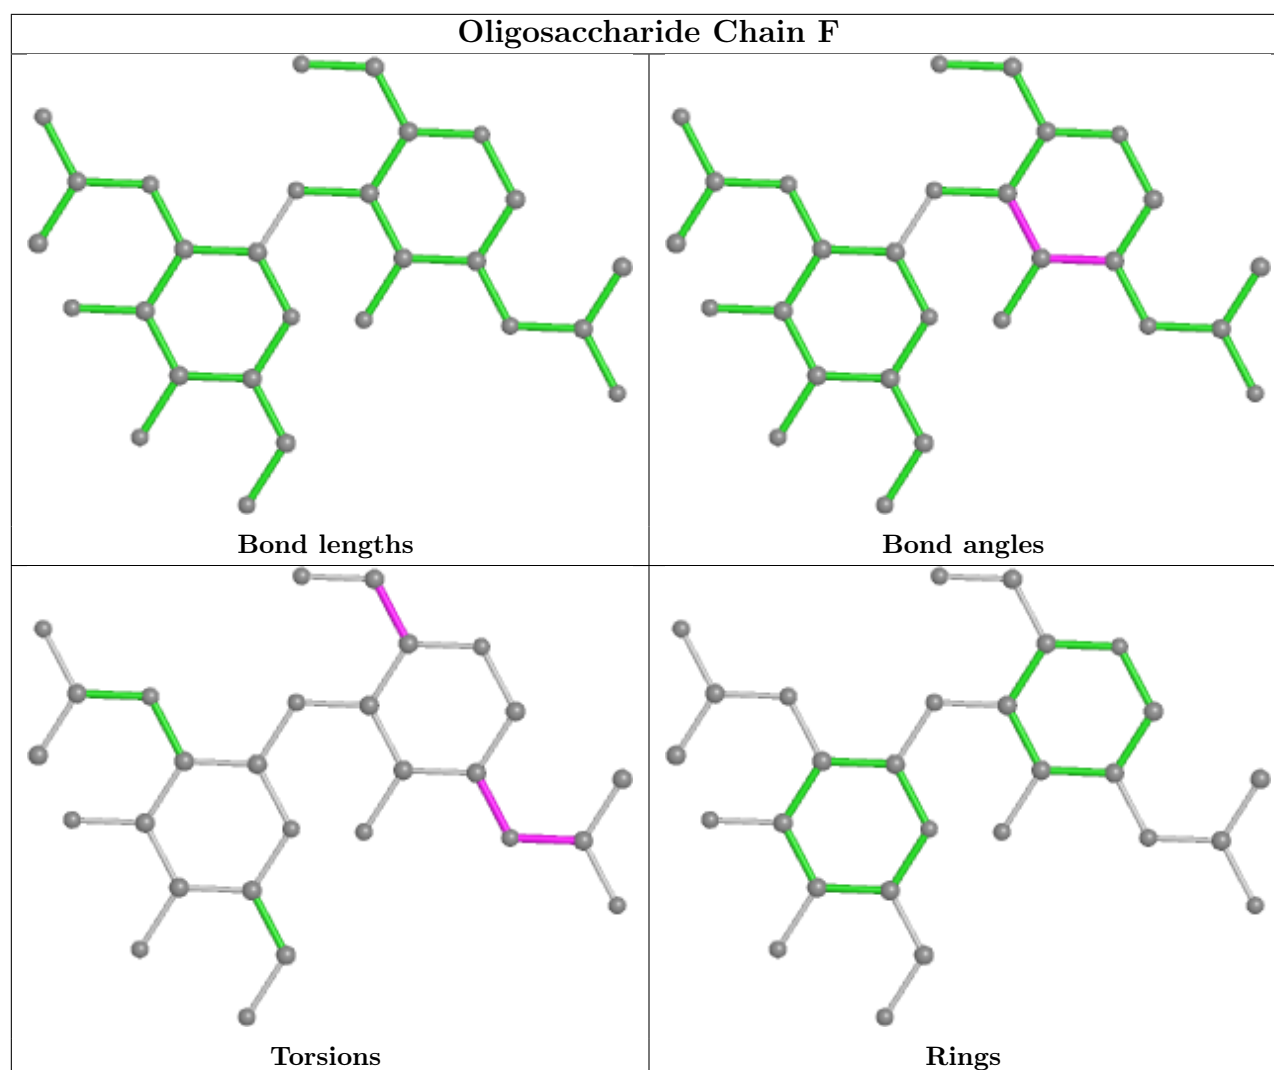 Oligosaccharide Chain F
Bond lengths
Bond angles
Torsions
Rings